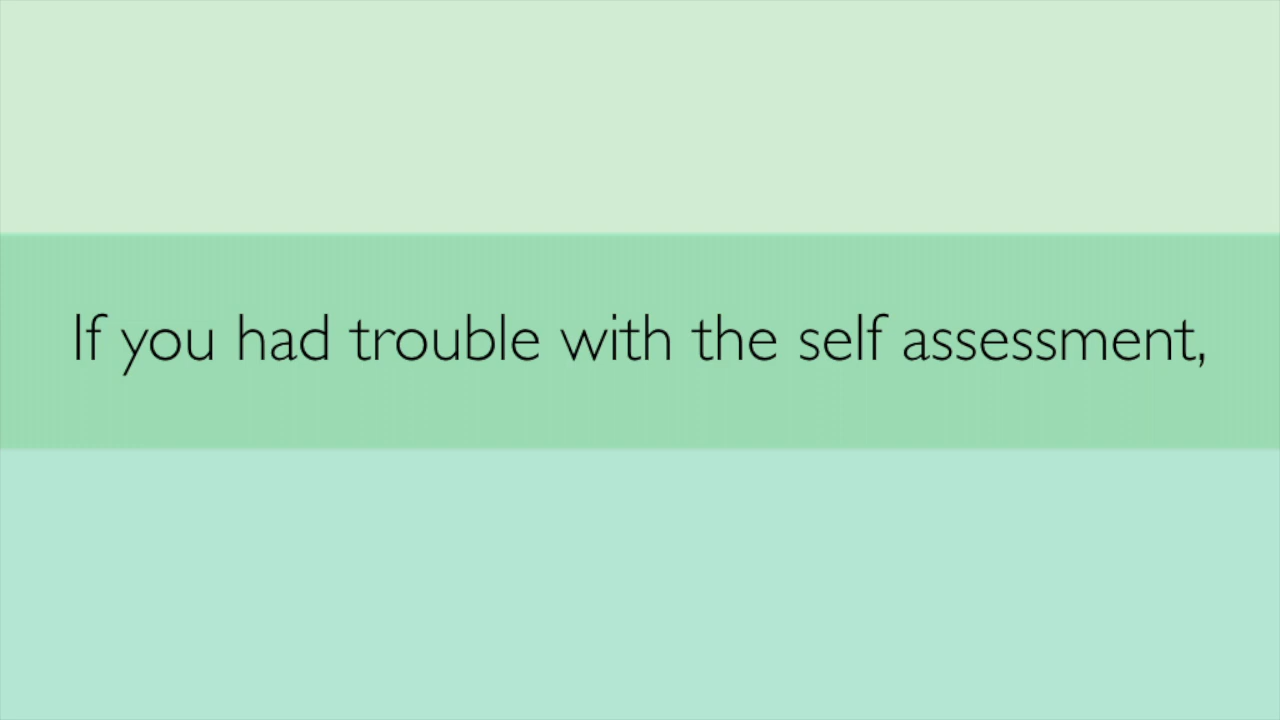 If you had trouble with the self assessment,